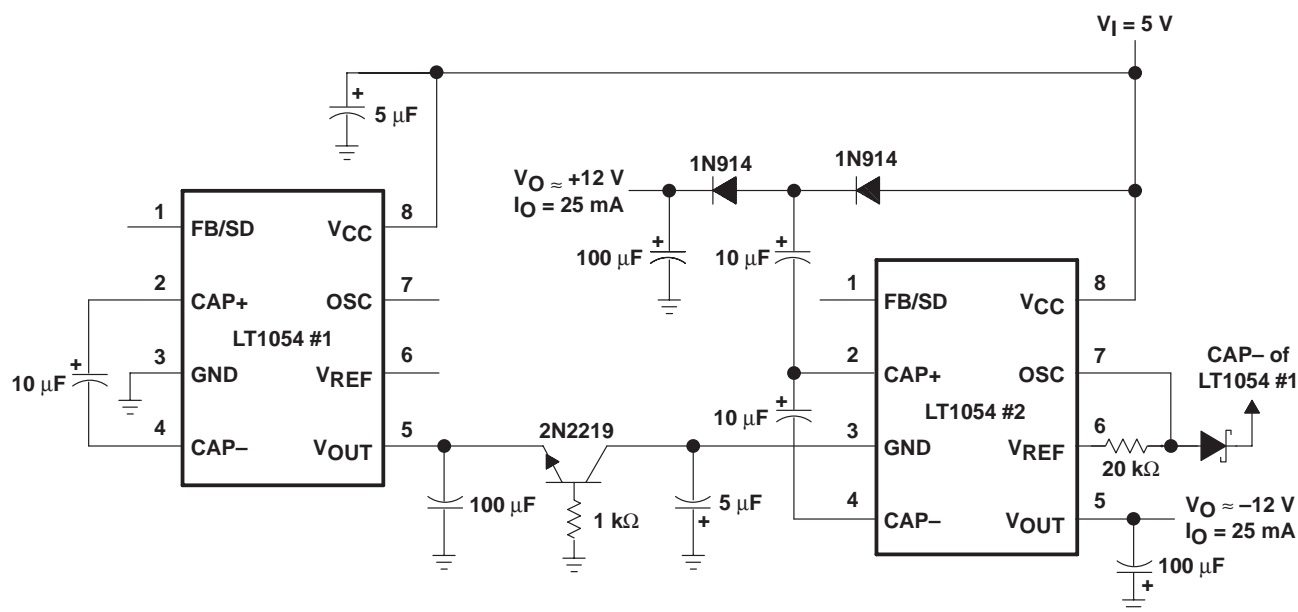 V_I = 5 V
+
5 μF
1N914
1N914
V_O ≈ +12 V
I_O = 25 mA
+
100 μF
+
10 μF
1
FB/SD
V_CC
8
2
CAP+
OSC
7
LT1054 #1
+
10 μF
3
GND
V_REF
6
4
CAP–
V_OUT
5
100 μF
2N2219
1 kΩ
5 μF
+
+
10 μF
1
FB/SD
V_CC
8
2
CAP+
OSC
7
LT1054 #2
3
GND
V_REF
6
20 kΩ
4
CAP–
V_OUT
5
CAP– of
LT1054 #1
V_O ≈ –12 V
I_O = 25 mA
100 μF
+